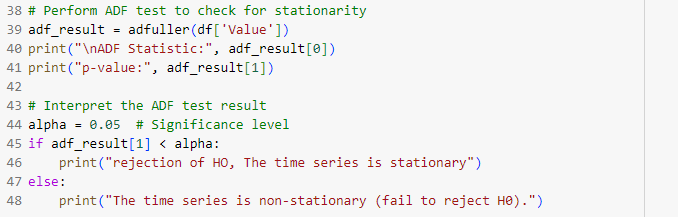 38 # Perform ADF test to check for stationarity
39 adf_result = adfuller(df['Value'])
40 print("\nADF Statistic:", adf_result[0])
41 print("p-value:", adf_result[1])
42
43 # Interpret the ADF test result
44 alpha = 0.05  # Significance level
45 if adf_result[1] < alpha:
46     print("rejection of HO, The time series is stationary")
47 else:
48     print("The time series is non-stationary (fail to reject H0).")